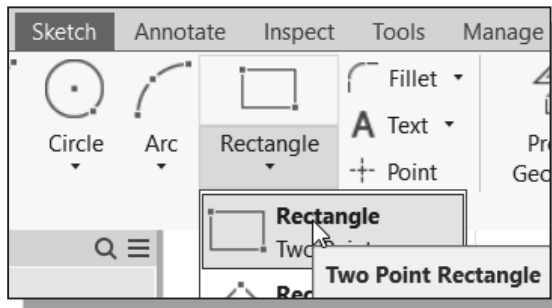 Sketch Annotate Inspect Tools Manage
Fillet
Text
Circle Arc Rectangle
Point
Rectangle
Two Point Rectangle